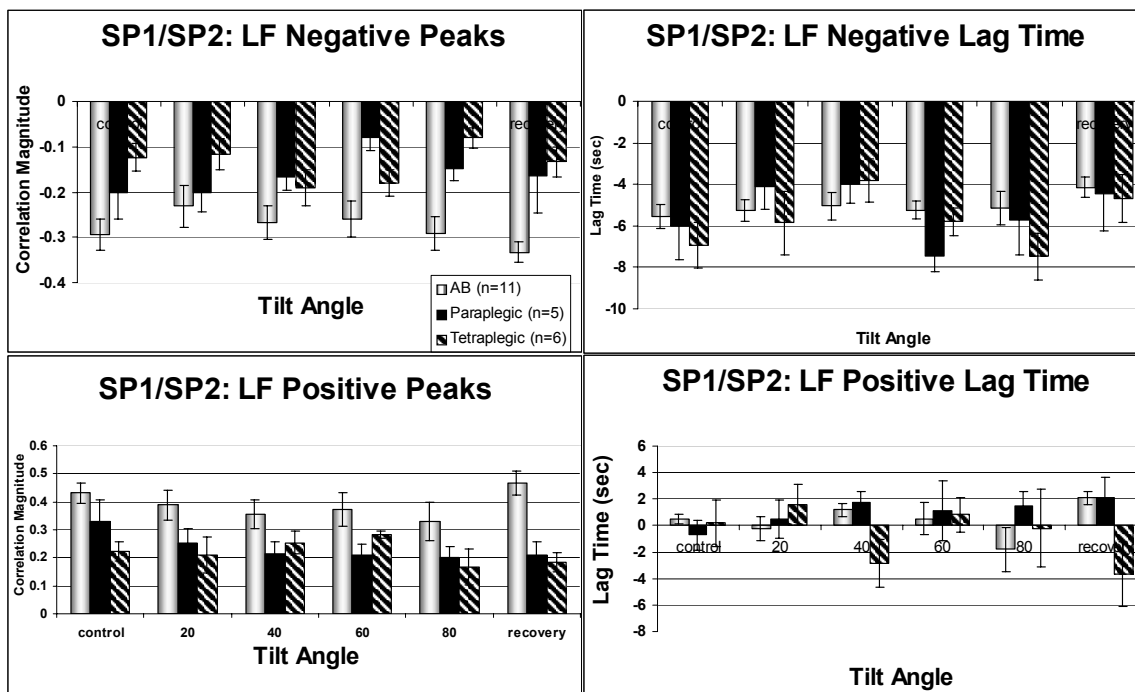 SP1/SP2: LF Negative Peaks
Correlation Magnitude
0
-0.1
-0.2
-0.3
-0.4
control
recovery
Tilt Angle
AB (n=11)
Paraplegic (n=5)
Tetraplegic (n=6)
SP1/SP2: LF Negative Lag Time
Lag Time (sec)
0
-2
-4
-6
-8
-10
control
recovery
Tilt Angle
SP1/SP2: LF Positive Peaks
Correlation Magnitude
0.6
0.5
0.4
0.3
0.2
0.1
0
control 20 40 60 80 recovery
Tilt Angle
SP1/SP2: LF Positive Lag Time
Lag Time (sec)
6
4
2
0
-2
-4
-6
-8
control 20 40 60 80 recovery
Tilt Angle